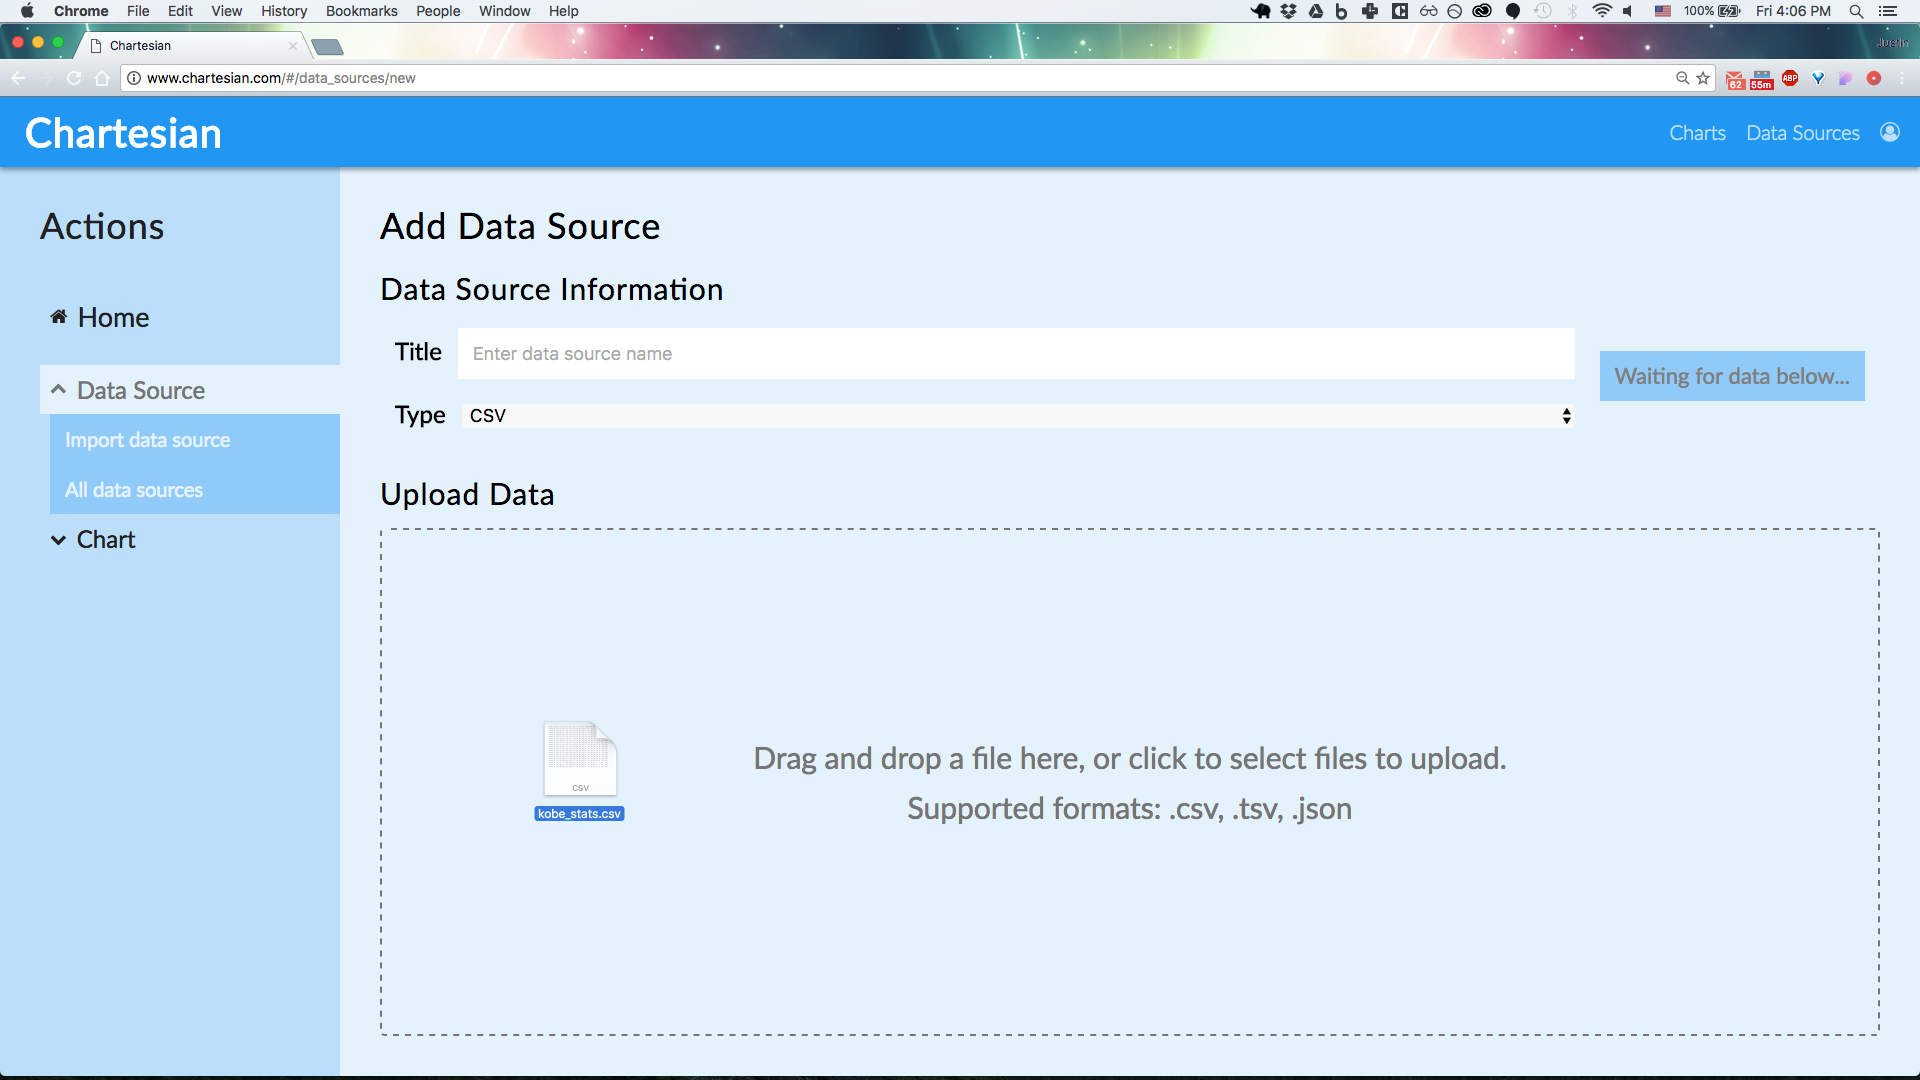 Chrome File Edit View History Bookmarks People Window Help 100% Fri 4:06 PM
Chartesian Justin
www.chartesian.com/#/data_sources/new 62 55m ABP
Chartesian Charts Data Sources
Actions
Home
Data Source
Import data source
All data sources
Chart
Add Data Source
Data Source Information
Title Enter data source name
Waiting for data below...
Type CSV
Upload Data
CSV
kobe_stats.csv
Drag and drop a file here, or click to select files to upload.
Supported formats: .csv, .tsv, .json